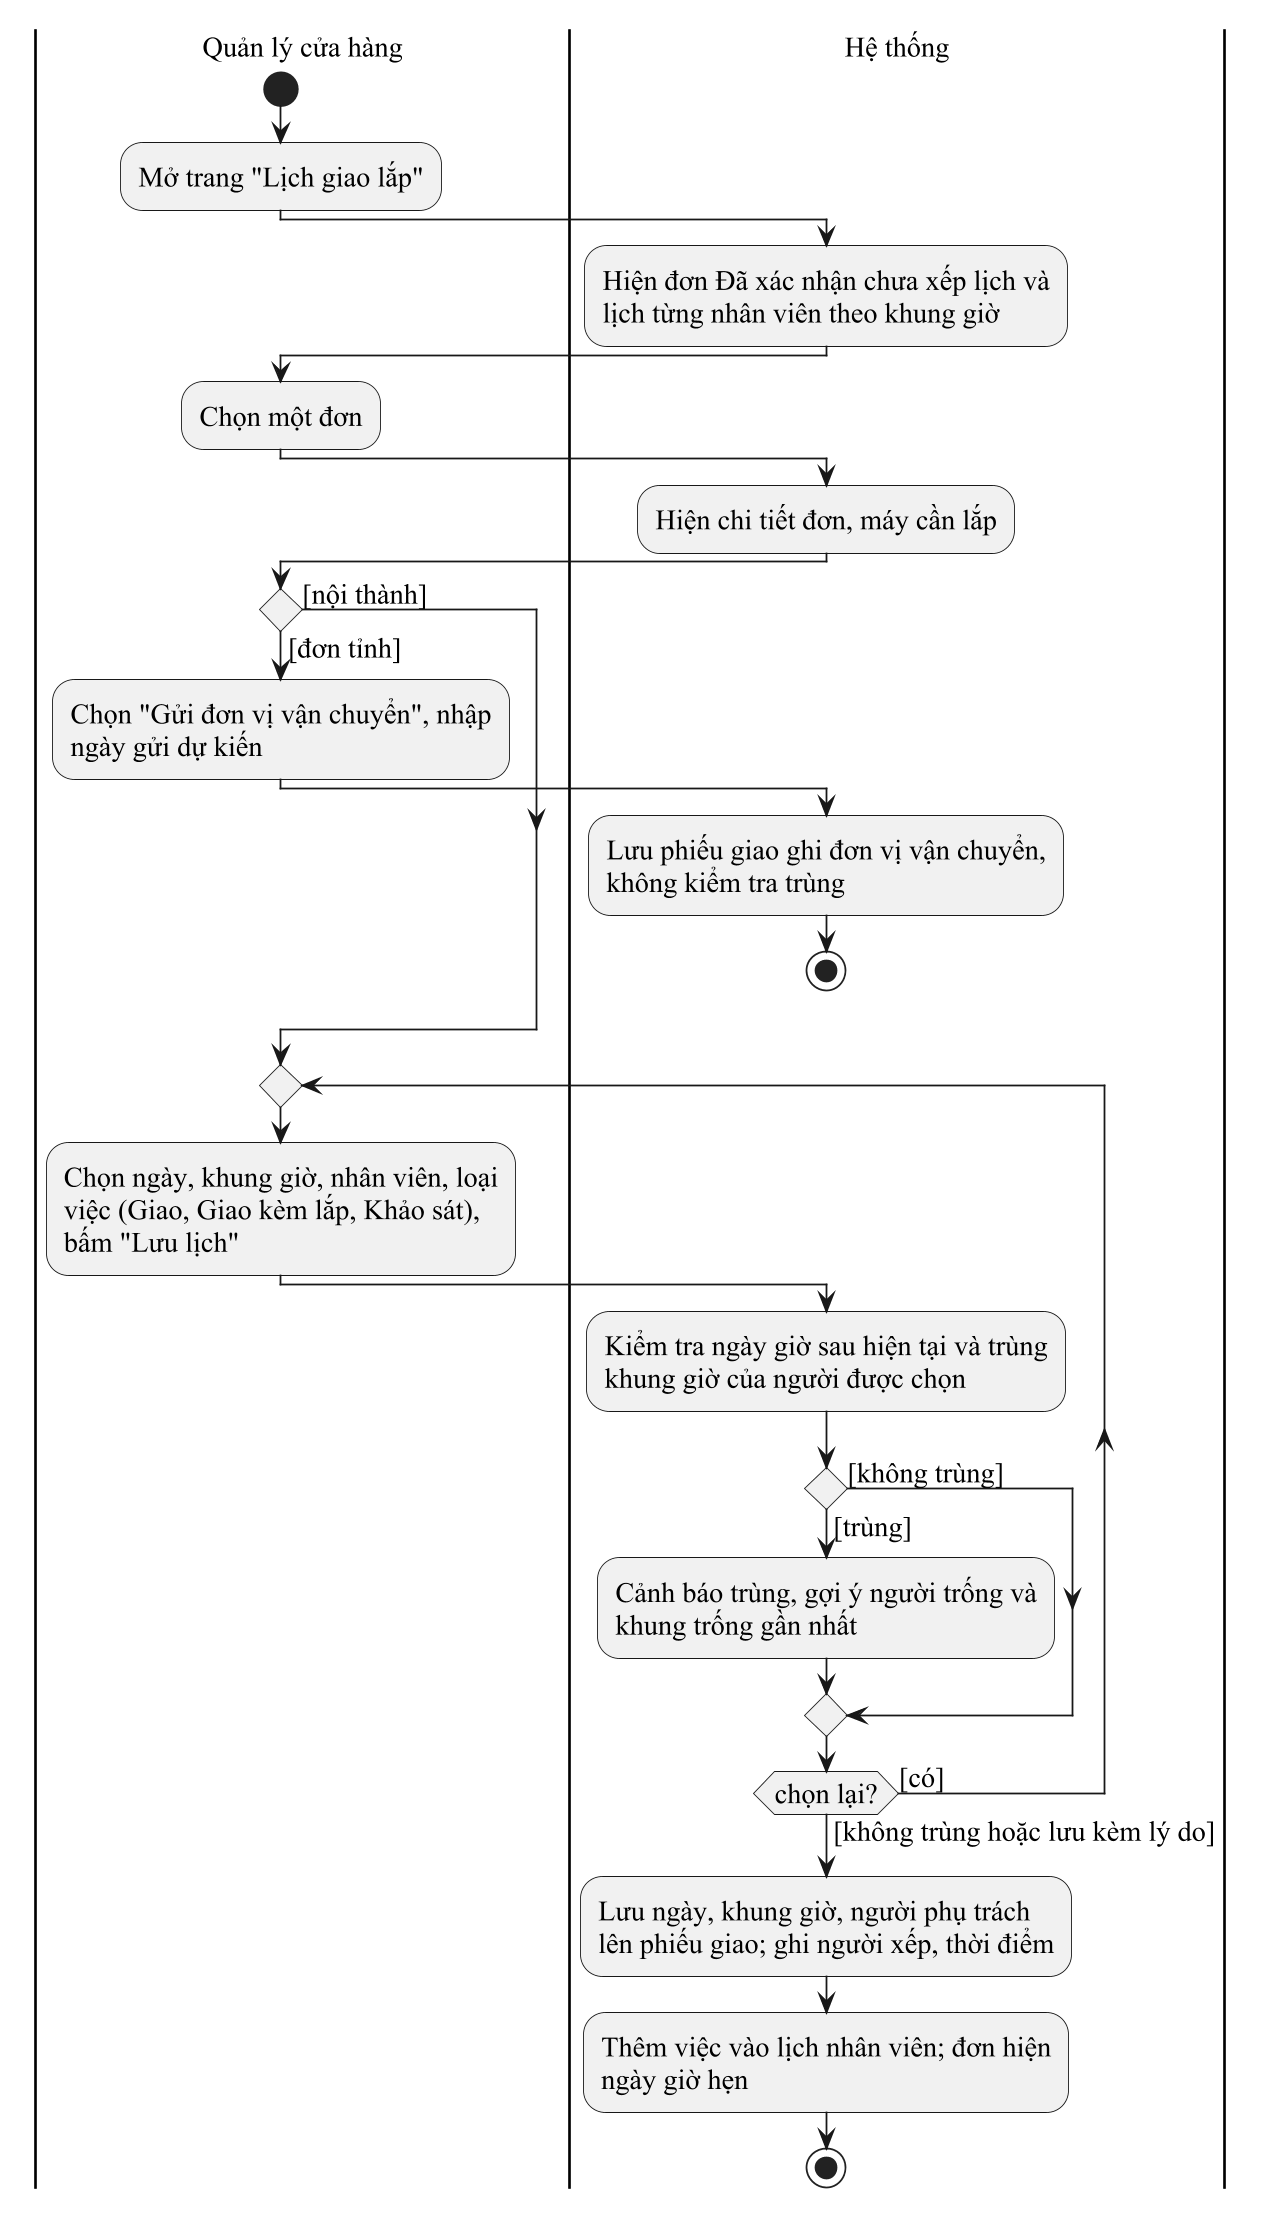 Quản lý cửa hàng
Hệ thống
Mở trang "Lịch giao lắp"
Hiện đơn Đã xác nhận chưa xếp lịch và
lịch từng nhân viên theo khung giờ
Chọn một đơn
Hiện chi tiết đơn, máy cần lắp
[nội thành]
[đơn tỉnh]
Chọn "Gửi đơn vị vận chuyển", nhập
ngày gửi dự kiến
Lưu phiếu giao ghi đơn vị vận chuyển,
không kiểm tra trùng
Chọn ngày, khung giờ, nhân viên, loại
việc (Giao, Giao kèm lắp, Khảo sát),
bấm "Lưu lịch"
Kiểm tra ngày giờ sau hiện tại và trùng
khung giờ của người được chọn
[không trùng]
[trùng]
Cảnh báo trùng, gợi ý người trống và
khung trống gần nhất
chọn lại?
[có]
[không trùng hoặc lưu kèm lý do]
Lưu ngày, khung giờ, người phụ trách
lên phiếu giao; ghi người xếp, thời điểm
Thêm việc vào lịch nhân viên; đơn hiện
ngày giờ hẹn